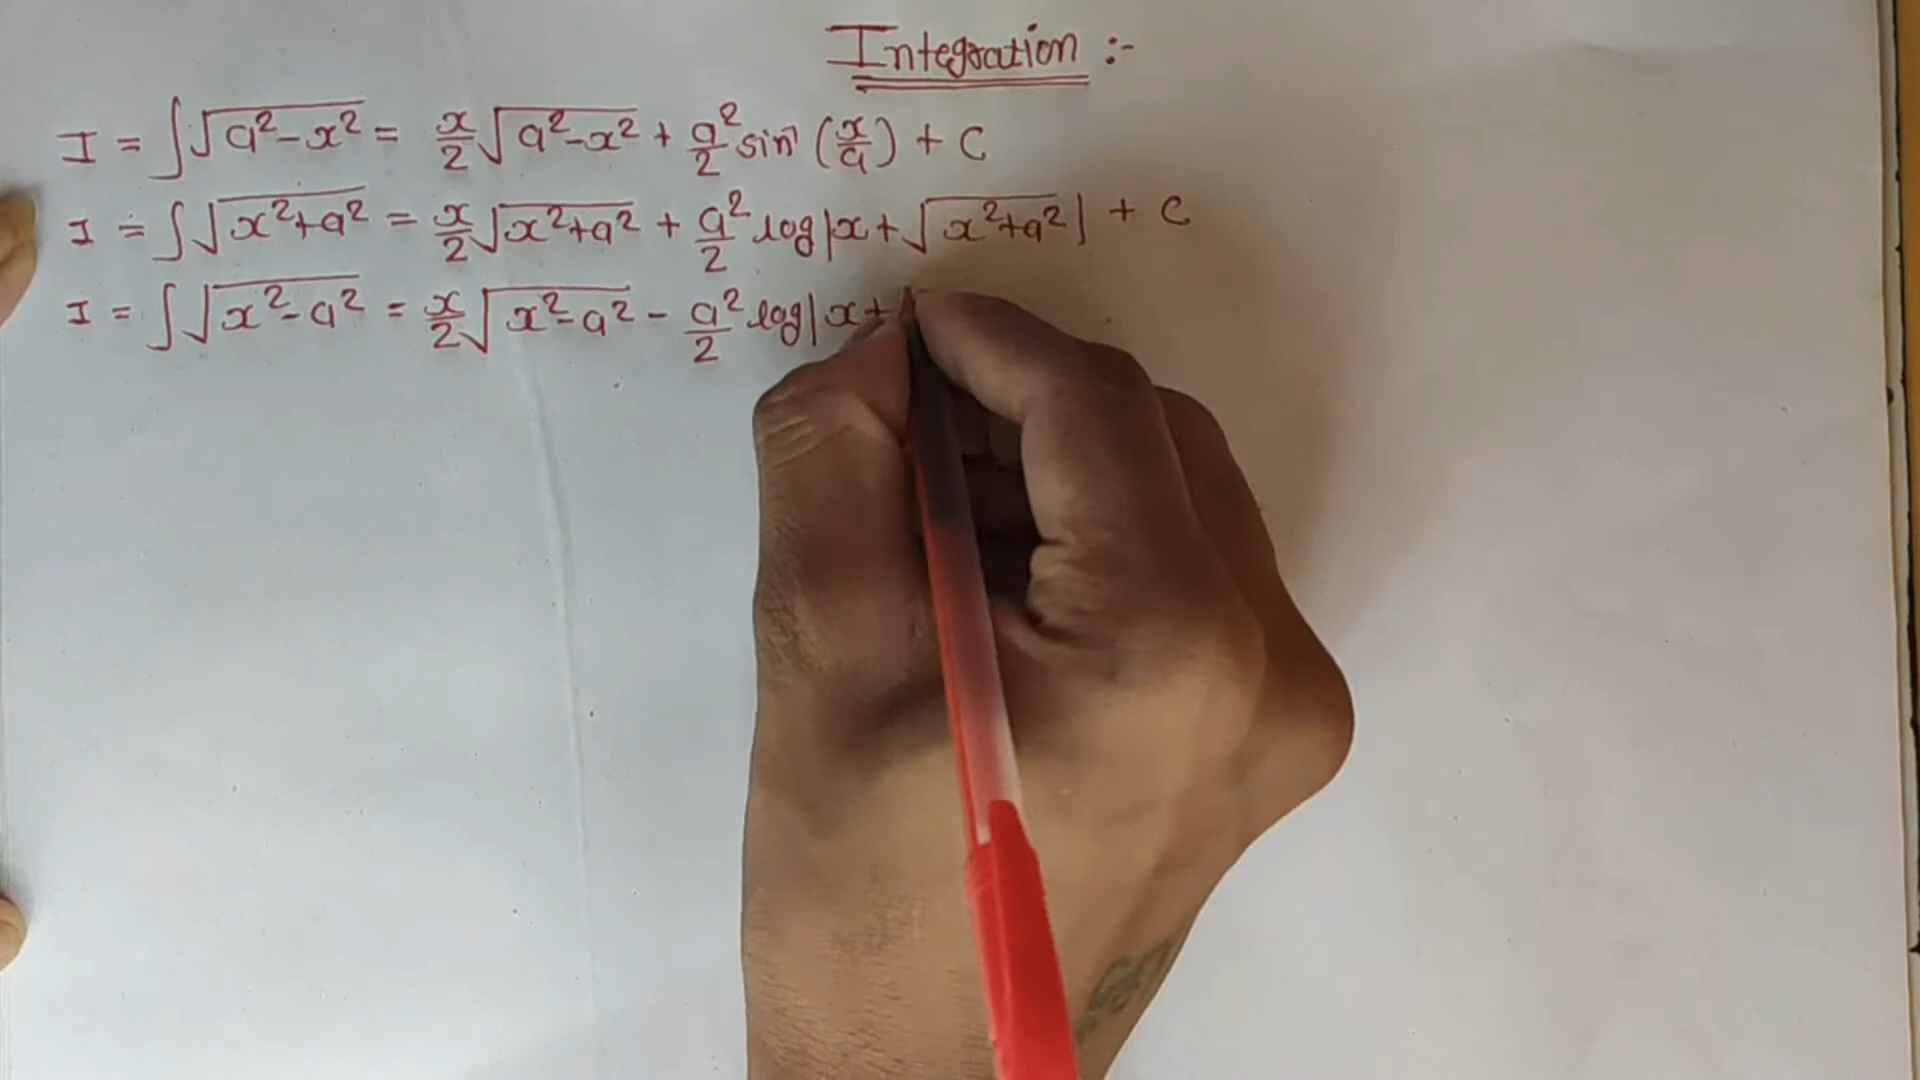 Integration :-
I = ∫√(a²-x²) = x/2 √(a²-x²) + a²/2 sin⁻¹ (x/a) + C
I = ∫√(x²+a²) = x/2 √(x²+a²) + a²/2 log|x+√(x²+a²)| + C
I = ∫√(x²-a²) = x/2 √(x²-a²) - a²/2 log|x+